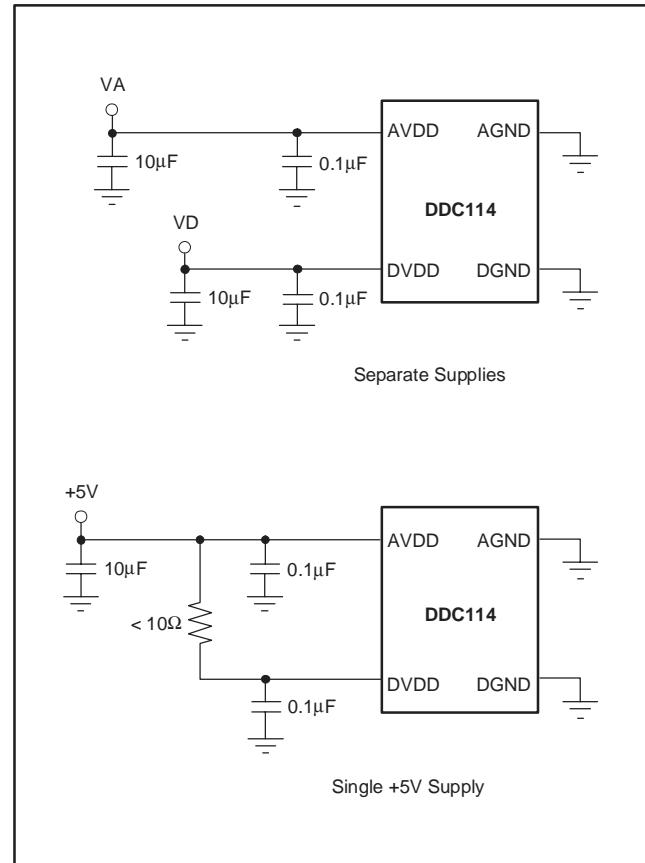 VA
AVDD AGND
10µF 0.1µF
DDC114
VD
DVDD DGND
10µF 0.1µF
Separate Supplies
+5V
AVDD AGND
10µF 0.1µF
< 10Ω
DDC114
DVDD DGND
0.1µF
Single +5V Supply